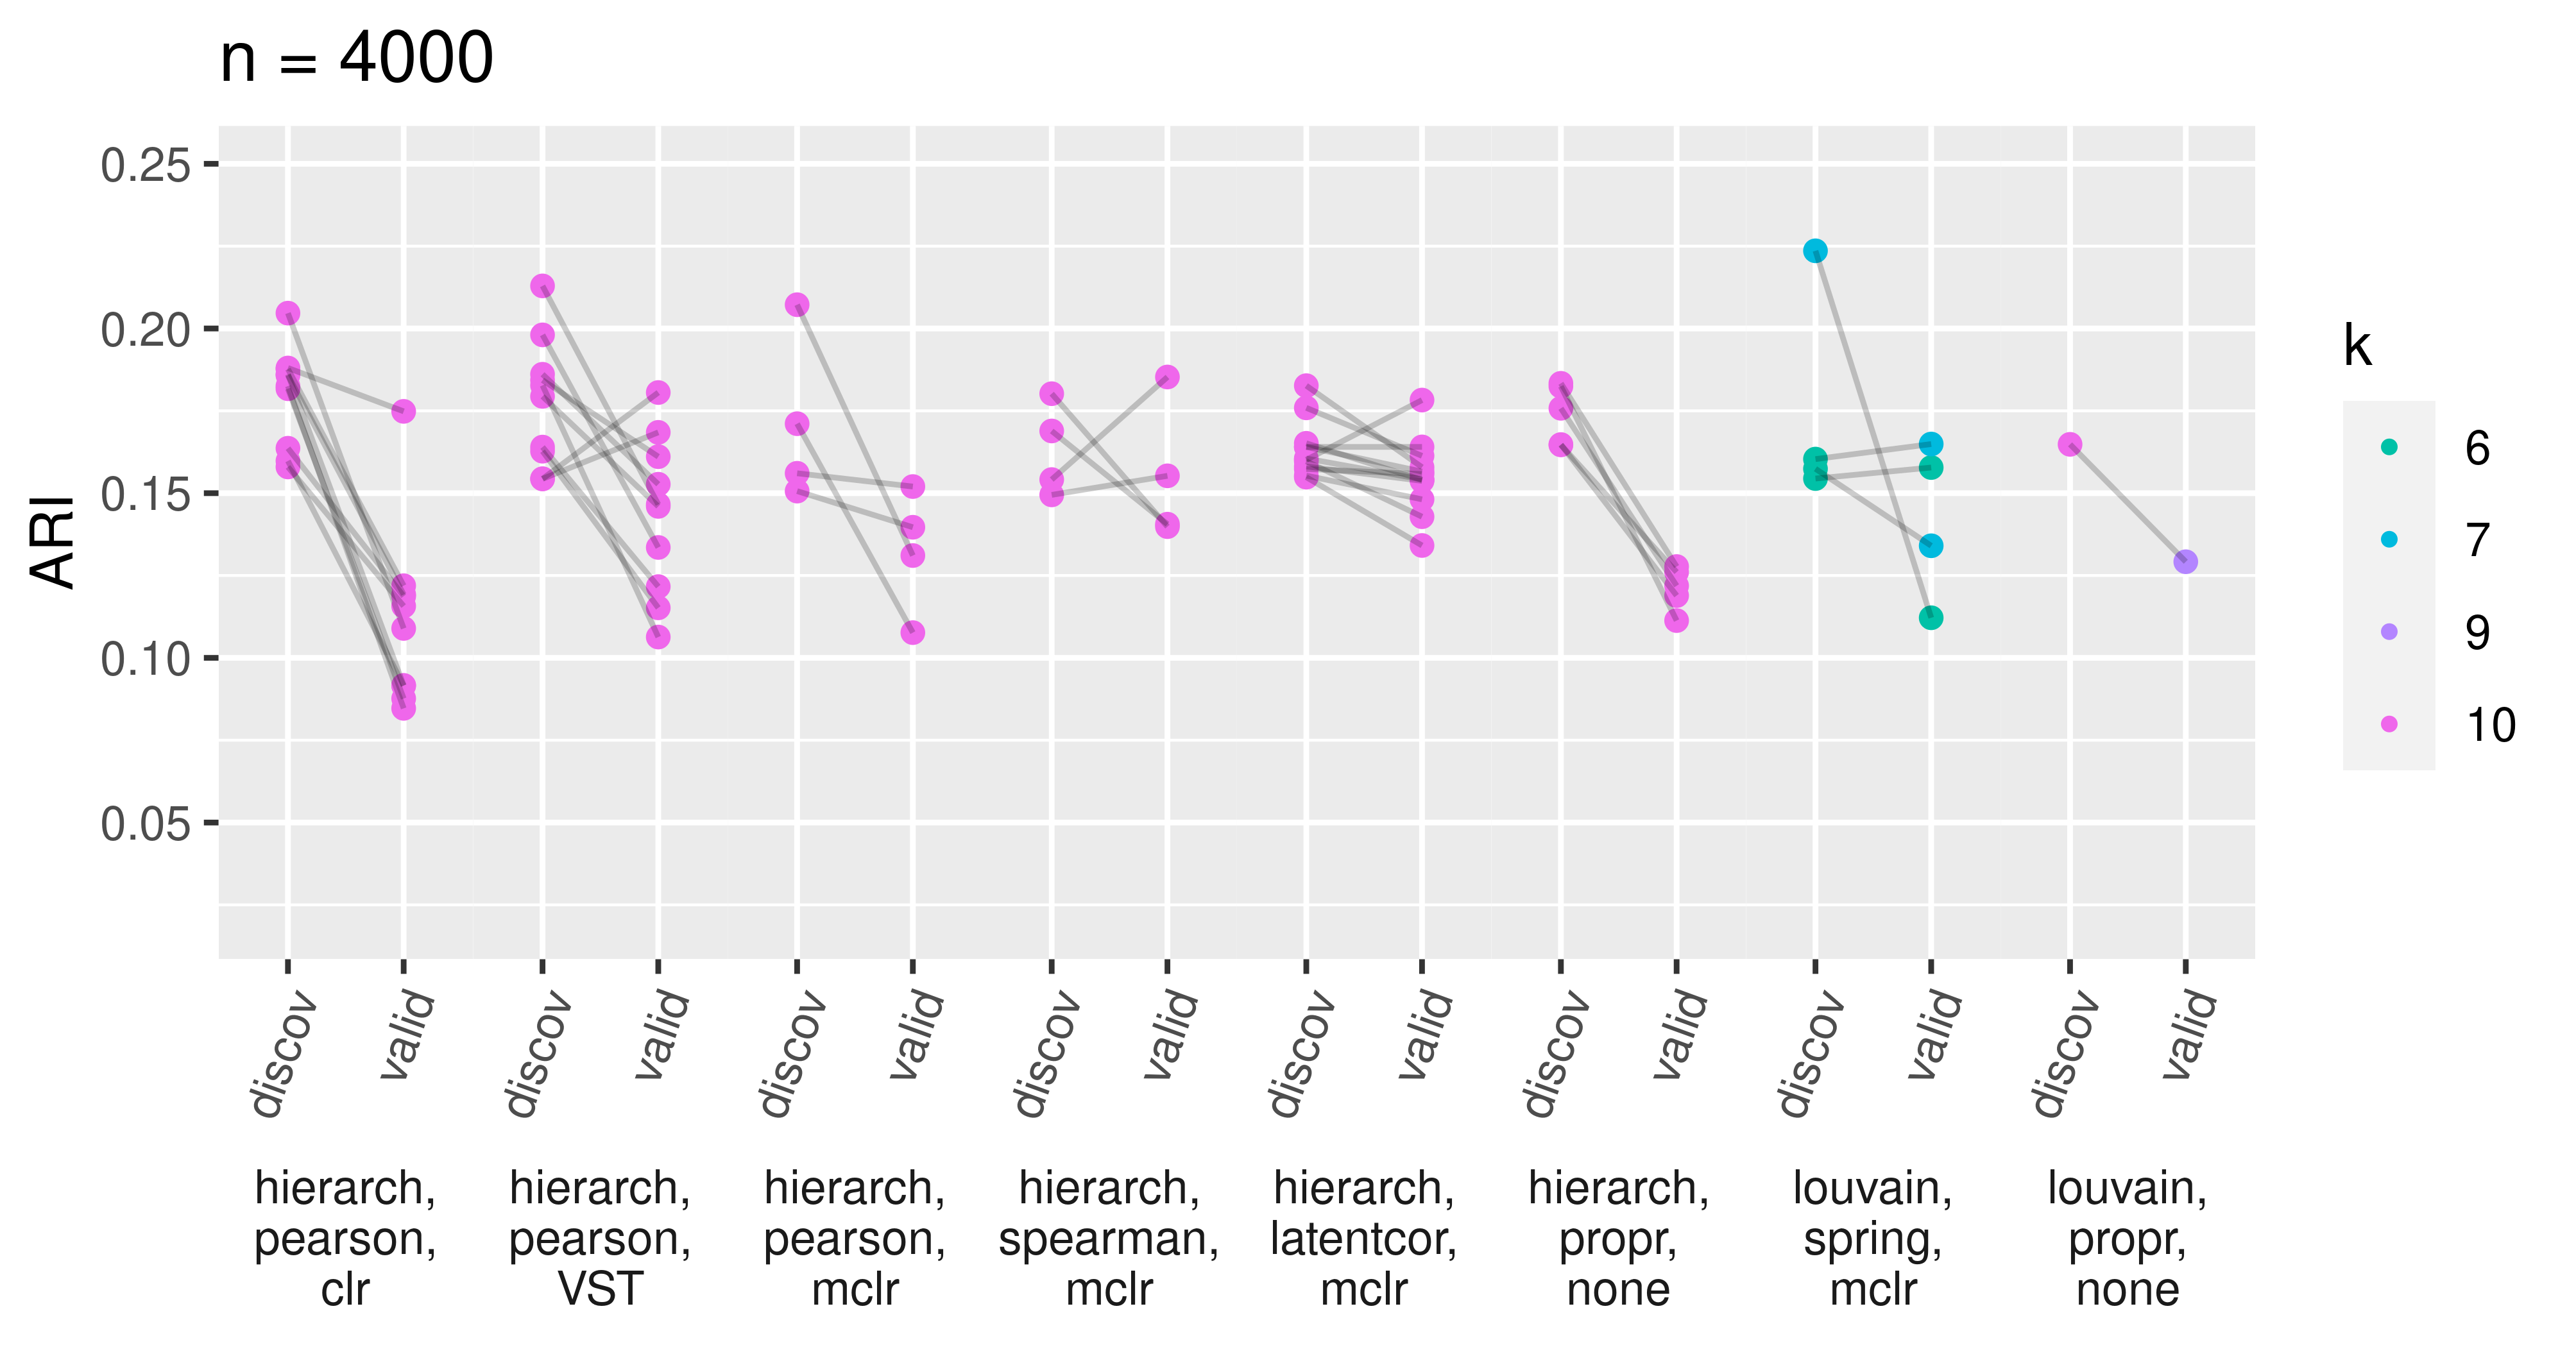 n = 4000
ARI
0.25
0.20
0.15
0.10
0.05
discov
valid
discov
valid
discov
valid
discov
valid
discov
valid
discov
valid
discov
valid
discov
valid
hierarch,
pearson,
clr
hierarch,
pearson,
VST
hierarch,
pearson,
mclr
hierarch,
spearman,
mclr
hierarch,
latentcor,
mclr
hierarch,
propr,
none
louvain,
spring,
mclr
louvain,
propr,
none
k
6
7
9
10